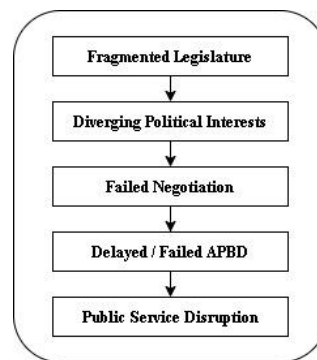 Fragmented Legislature
Diverging Political Interests
Failed Negotiation
Delayed / Failed APBD
Public Service Disruption